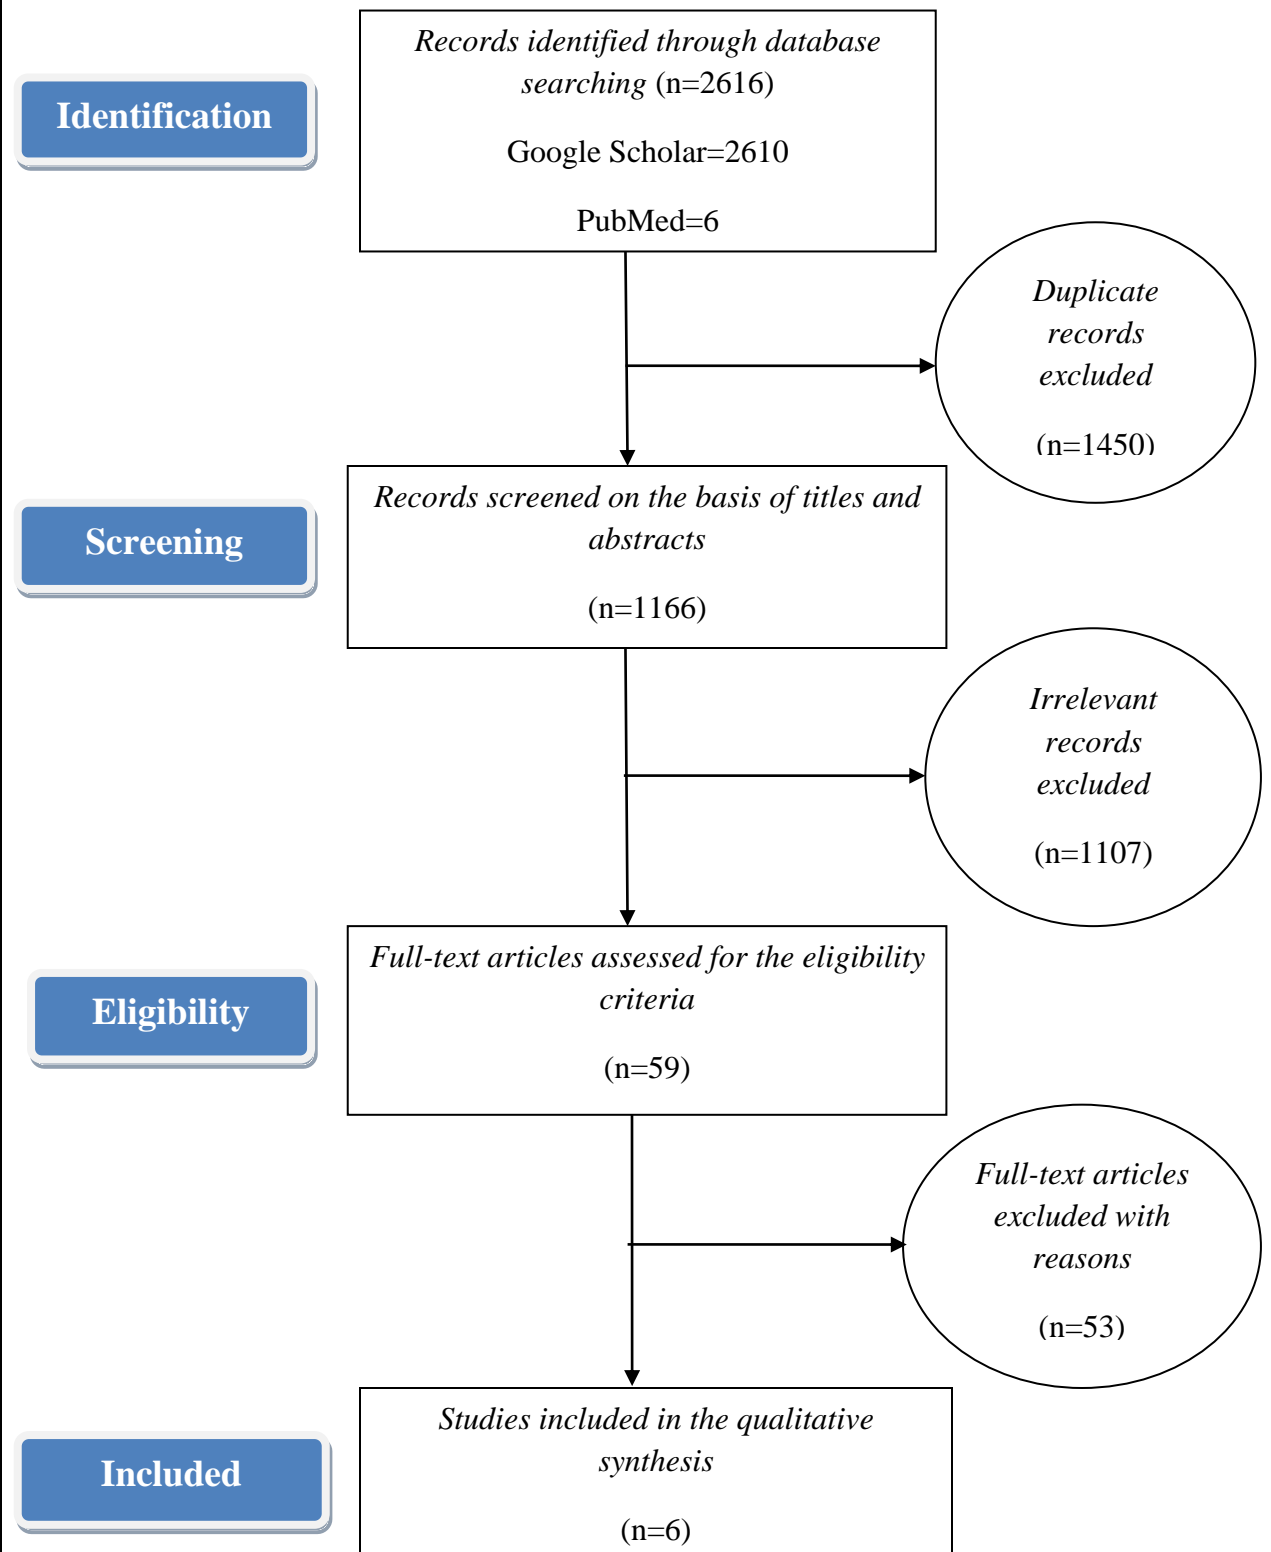 Records identified through database
searching (n=2616)
Google Scholar=2610
PubMed=6
Identification
Duplicate
records
excluded
(n=1450)
Records screened on the basis of titles and
abstracts
(n=1166)
Screening
Irrelevant
records
excluded
(n=1107)
Full-text articles assessed for the eligibility
criteria
(n=59)
Eligibility
Full-text articles
excluded with
reasons
(n=53)
Studies included in the qualitative
synthesis
(n=6)
Included